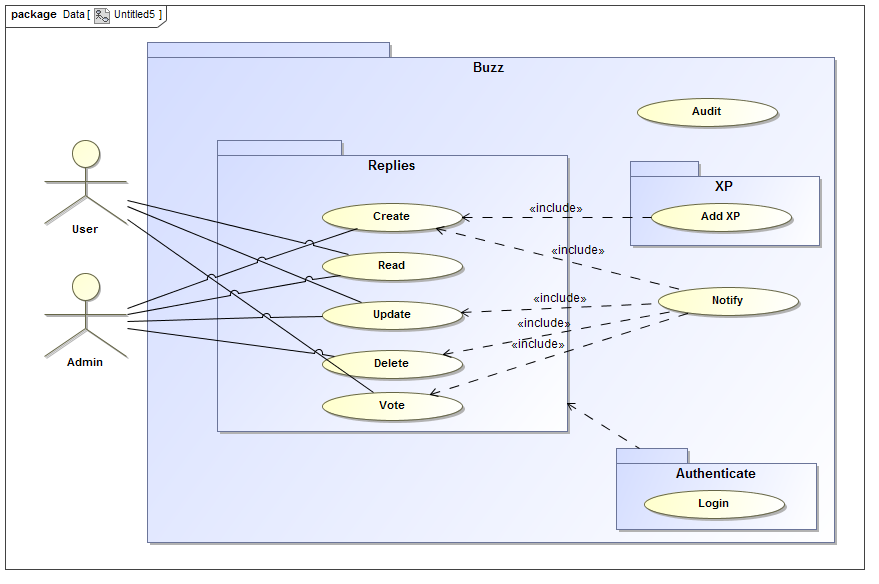 package Data [ Untitled5 ]
Buzz
Audit
Replies
XP
Create
«include»
Add XP
User
«include»
Read
Notify
«include»
Update
«include»
«include»
Admin
Delete
Vote
Authenticate
Login